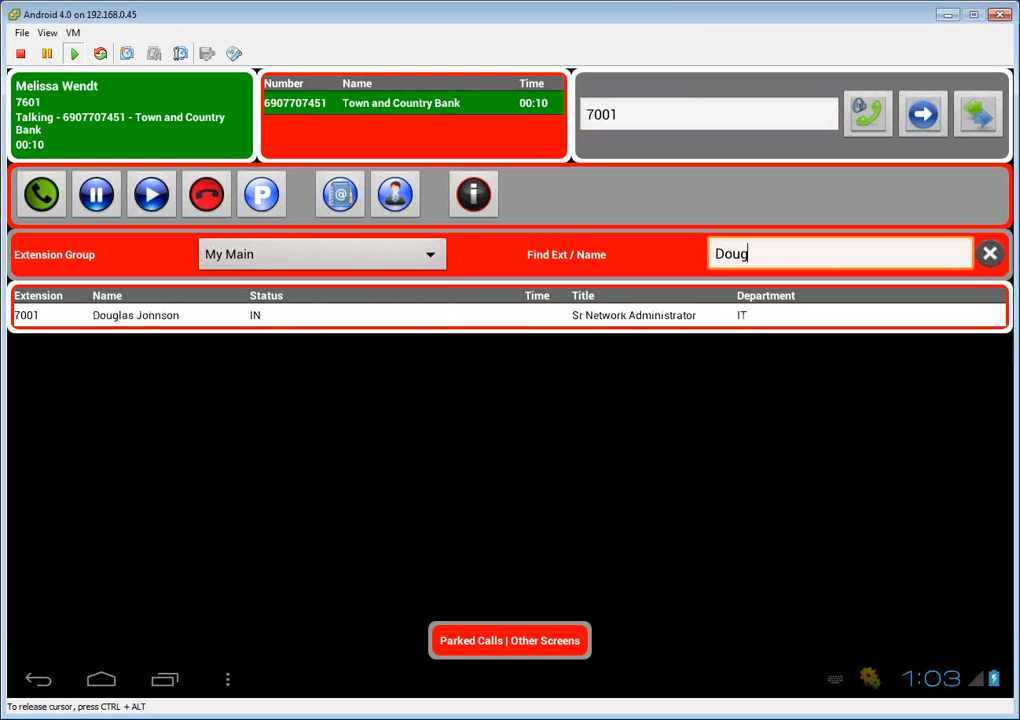 Android 4.0 on 192.168.0.45
File View VM
Melissa Wendt
7601
Talking - 6907707451 - Town and Country
Bank
00:10
Number Name Time
6907707451 Town and Country Bank 00:10
7001
P
@
i
Extension Group
My Main
Find Ext / Name
Doug
Extension Name Status Time Title Department
7001 Douglas Johnson IN Sr Network Administrator IT
Parked Calls | Other Screens
1:03
To release cursor, press CTRL + ALT